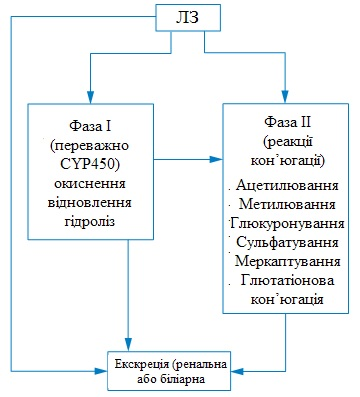 ЛЗ
Фаза I
(переважно
CYP450)
окиснення
відновлення
гідроліз
Фаза II
(реакції
кон’югації)
. Ацетилювання
. Метилювання
. Глюкуронування
. Сульфатування
. Меркаптування
. Глютатіонова
кон’югація
Екскреція (ренальна
або біліарна